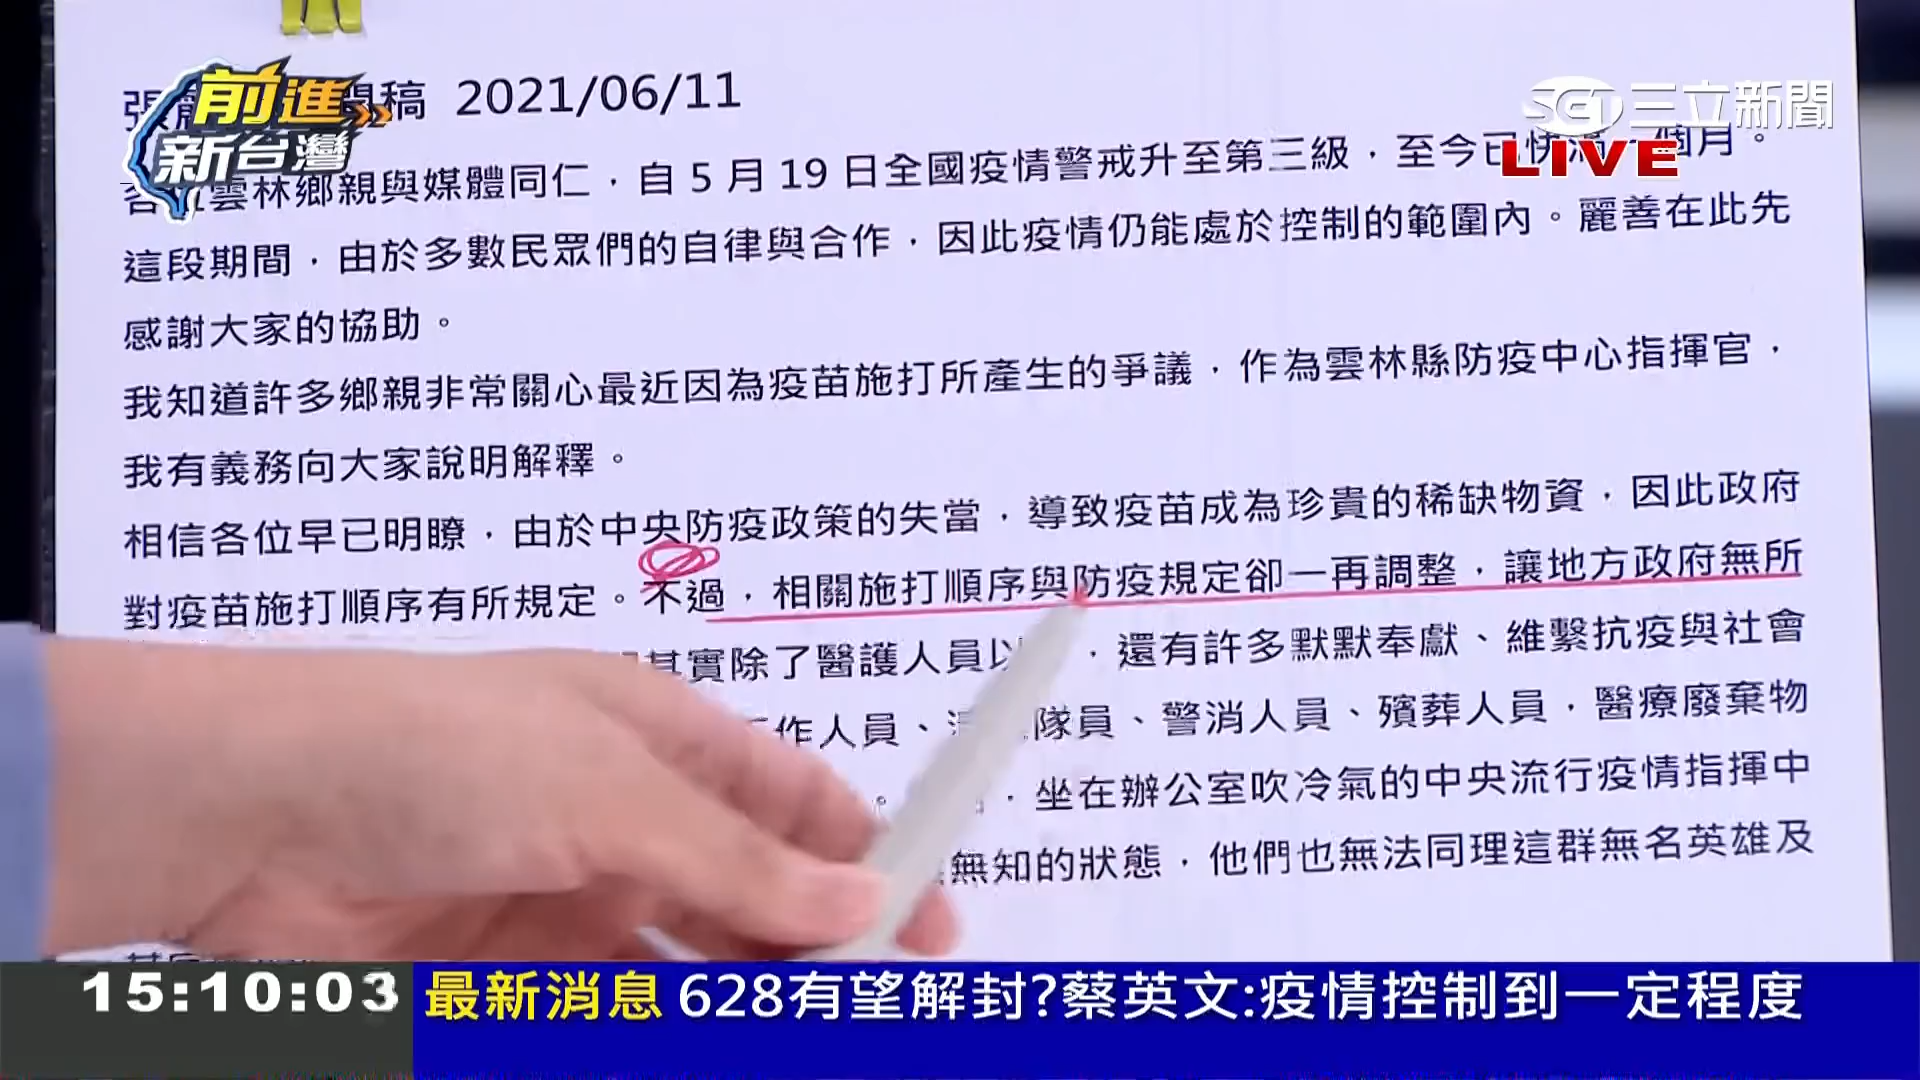 張 聞稿 2021/06/11
前進
新台灣
SET三立新聞
LIVE
雲林鄉親與媒體同仁，自5月19日全國疫情警戒升至第三級，至今已快滿一個月。
這段期間，由於多數民眾們的自律與合作，因此疫情仍能處於控制的範圍內。麗善在此先
感謝大家的協助。
我知道許多鄉親非常關心最近因為疫苗施打所產生的爭議，作為雲林縣防疫中心指揮官，
我有義務向大家說明解釋。
相信各位早已明瞭，由於中央防疫政策的失當，導致疫苗成為珍貴的稀缺物資，因此政府
對疫苗施打順序有所規定。不過，相關施打順序與防疫規定卻一再調整，讓地方政府無所
其實除了醫護人員以 ，還有許多默默奉獻、維繫抗疫與社會
工作人員、 隊員、警消人員、殯葬人員，醫療廢棄物
。 ，坐在辦公室吹冷氣的中央流行疫情指揮中
無知的狀態，他們也無法同理這群無名英雄及
15:10:03 最新消息 628有望解封?蔡英文:疫情控制到一定程度